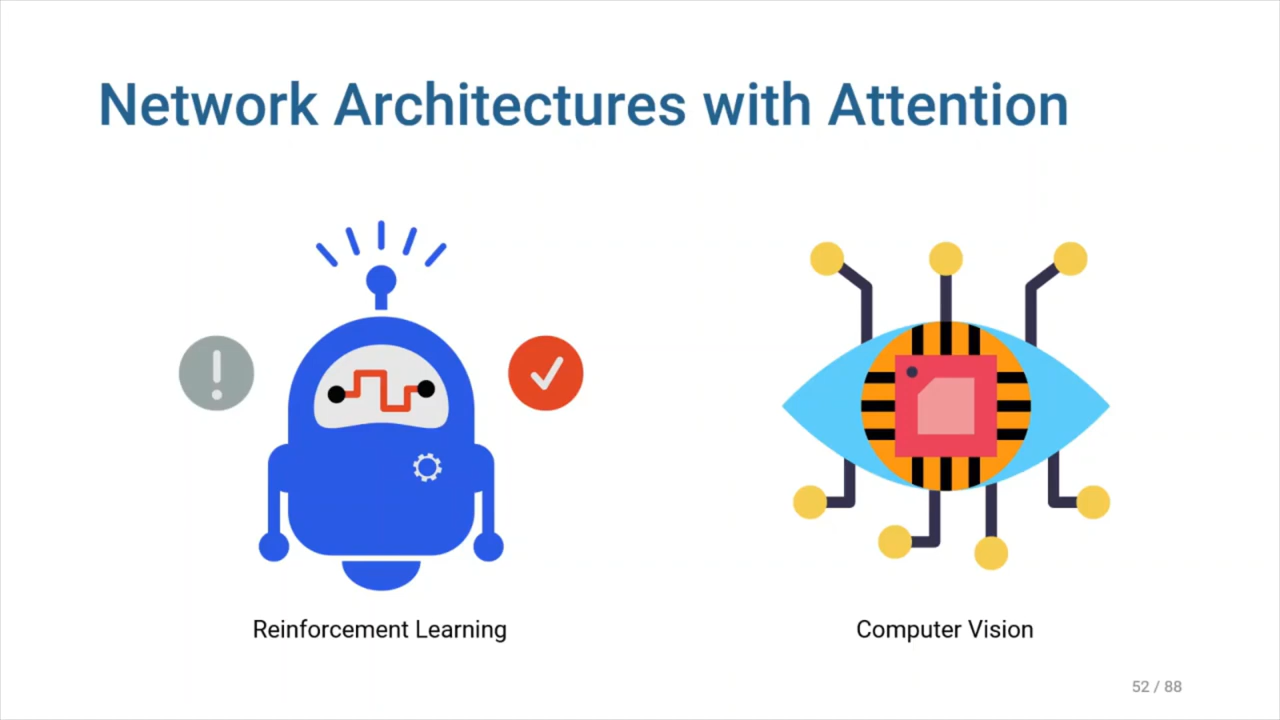 Network Architectures with Attention
Reinforcement Learning
Computer Vision
52 / 88